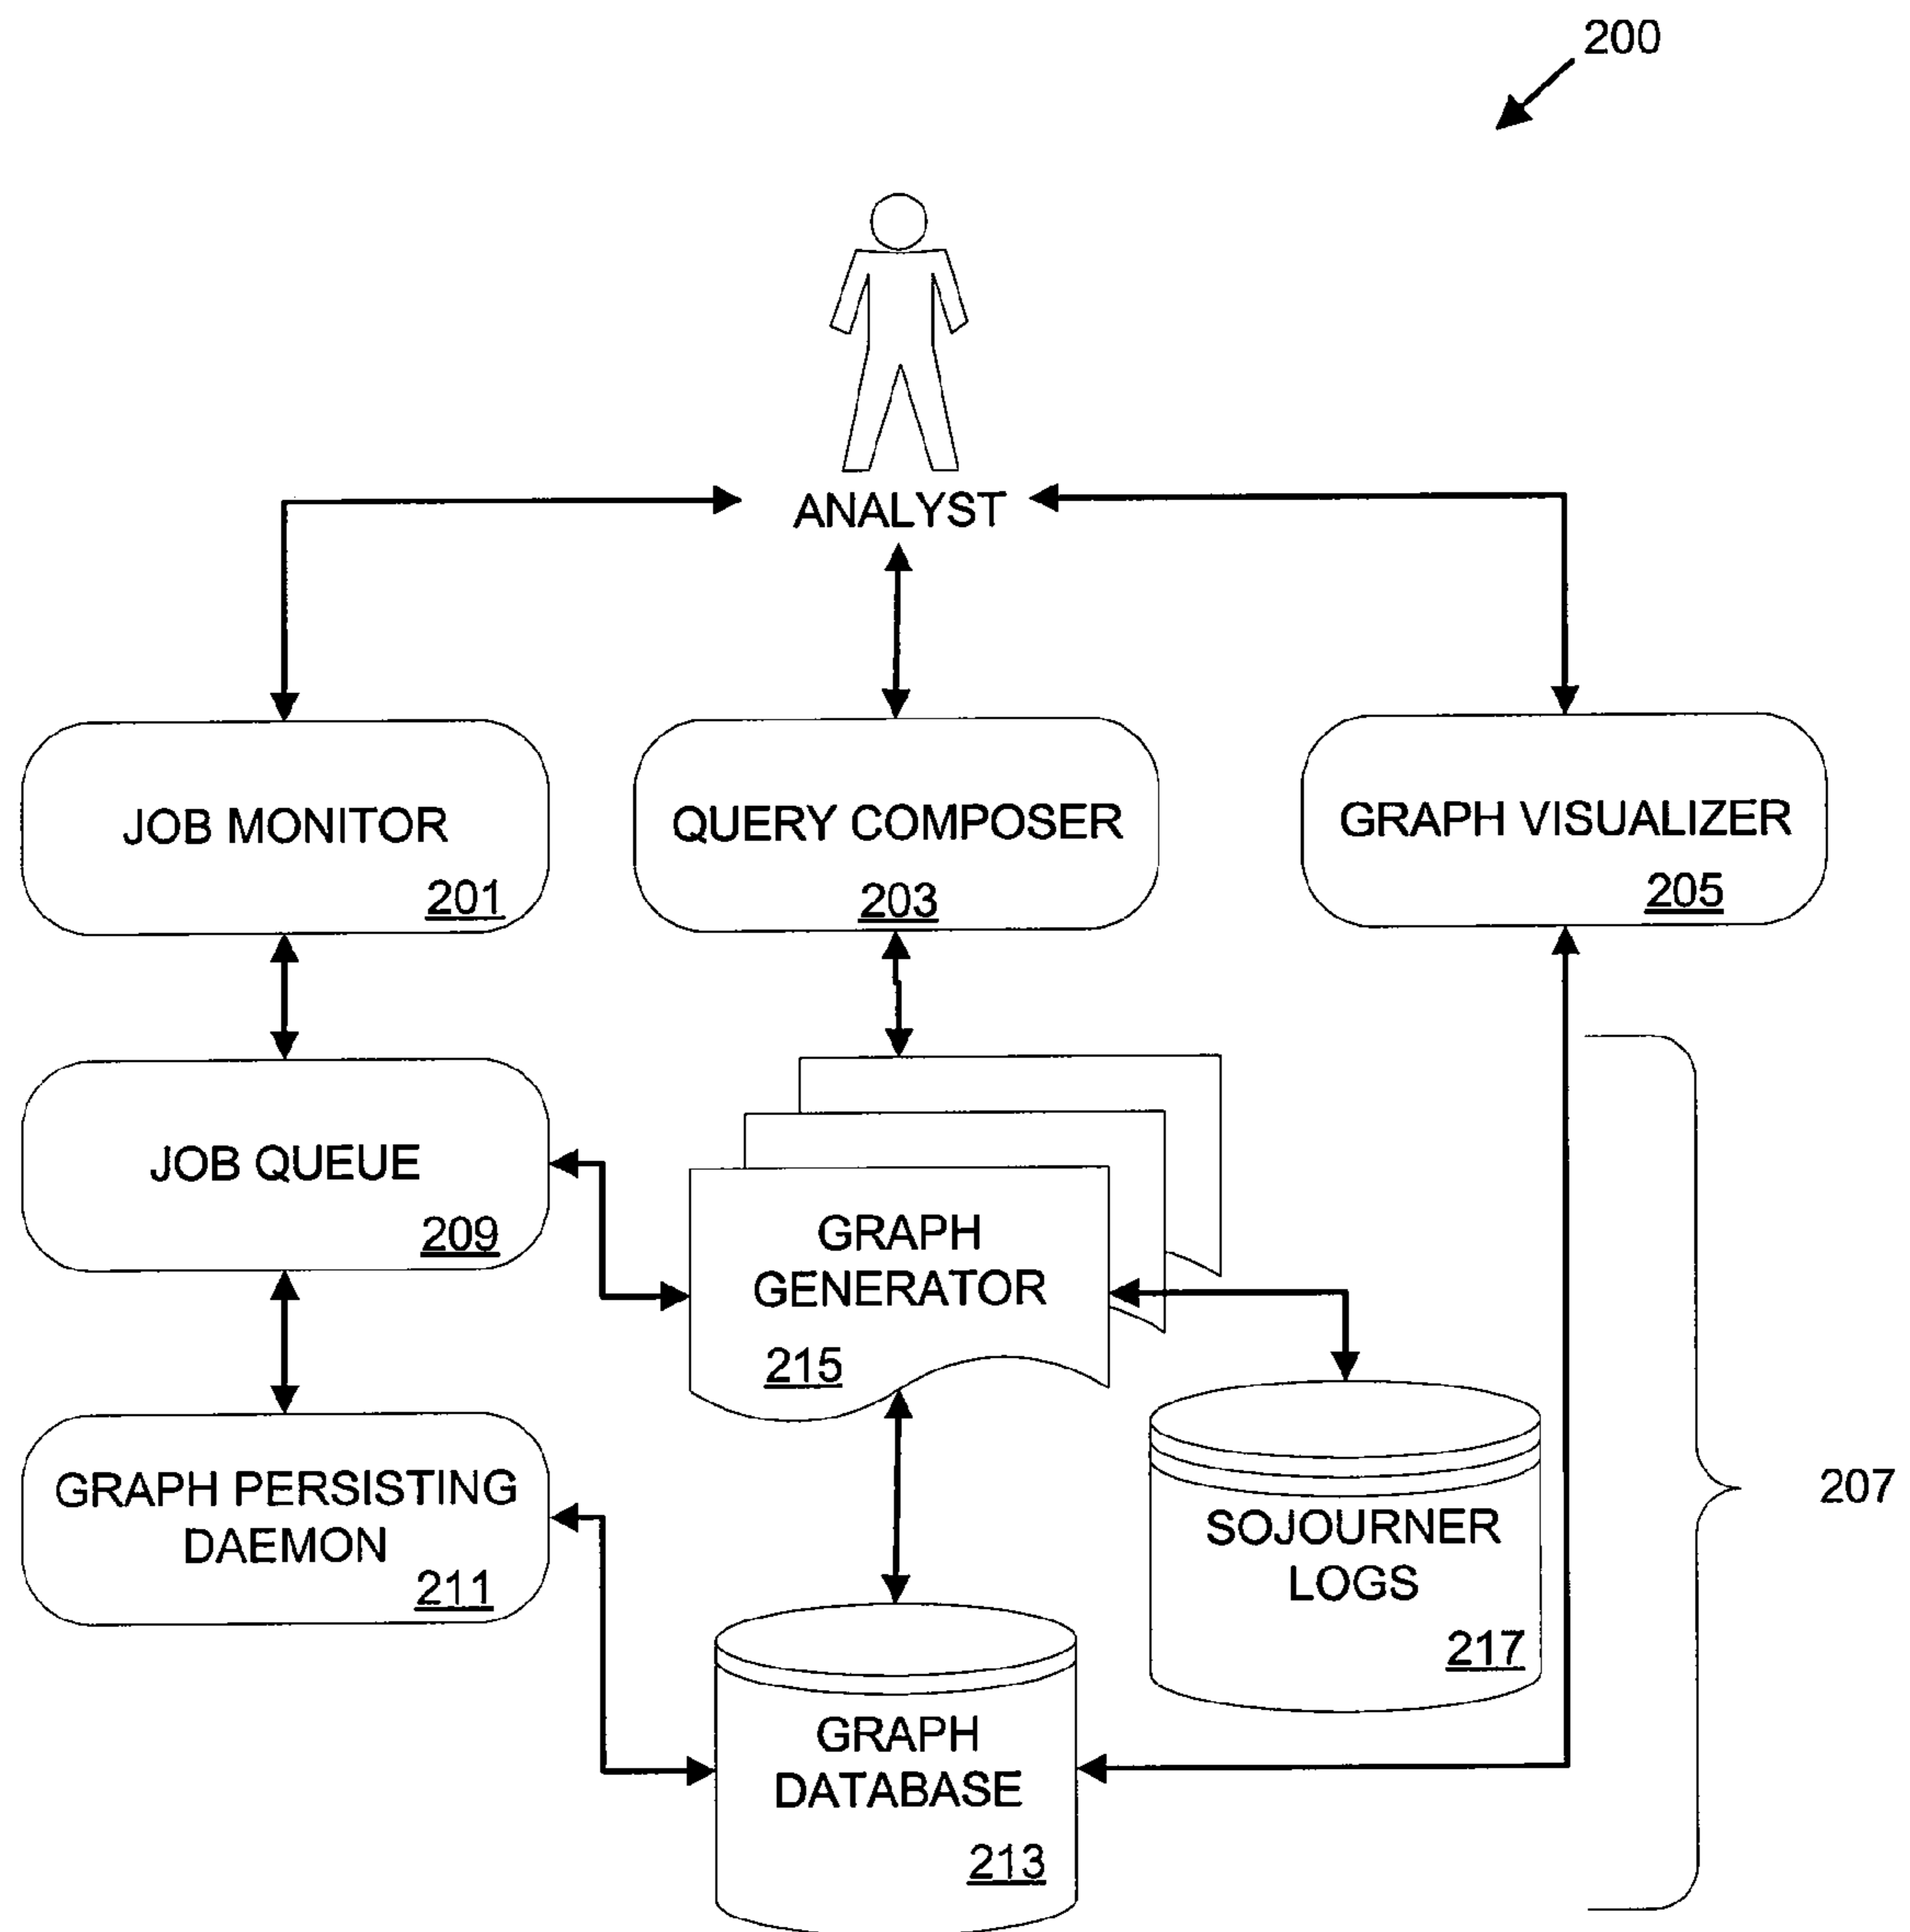 200
ANALYST
JOB MONITOR
201
QUERY COMPOSER
203
GRAPH VISUALIZER
205
JOB QUEUE
209
GRAPH
GENERATOR
215
GRAPH PERSISTING
DAEMON
211
SOJOURNER
LOGS
217
207
GRAPH
DATABASE
213